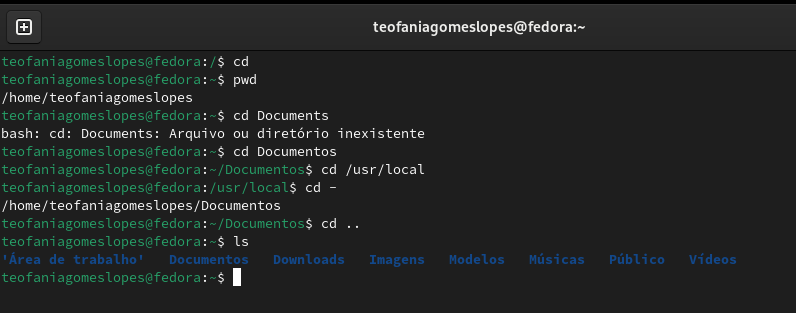 teofaniagomeslopes@fedora:~
teofaniagomeslopes@fedora:/$ cd
teofaniagomeslopes@fedora:~$ pwd
/home/teofaniagomeslopes
teofaniagomeslopes@fedora:~$ cd Documents
bash: cd: Documents: Arquivo ou diretório inexistente
teofaniagomeslopes@fedora:~$ cd Documentos
teofaniagomeslopes@fedora:~/Documentos$ cd /usr/local
teofaniagomeslopes@fedora:/usr/local$ cd -
/home/teofaniagomeslopes/Documentos
teofaniagomeslopes@fedora:~/Documentos$ cd ..
teofaniagomeslopes@fedora:~$ ls
'Área de trabalho'   Documentos   Downloads   Imagens   Modelos   Músicas   Público   Vídeos
teofaniagomeslopes@fedora:~$